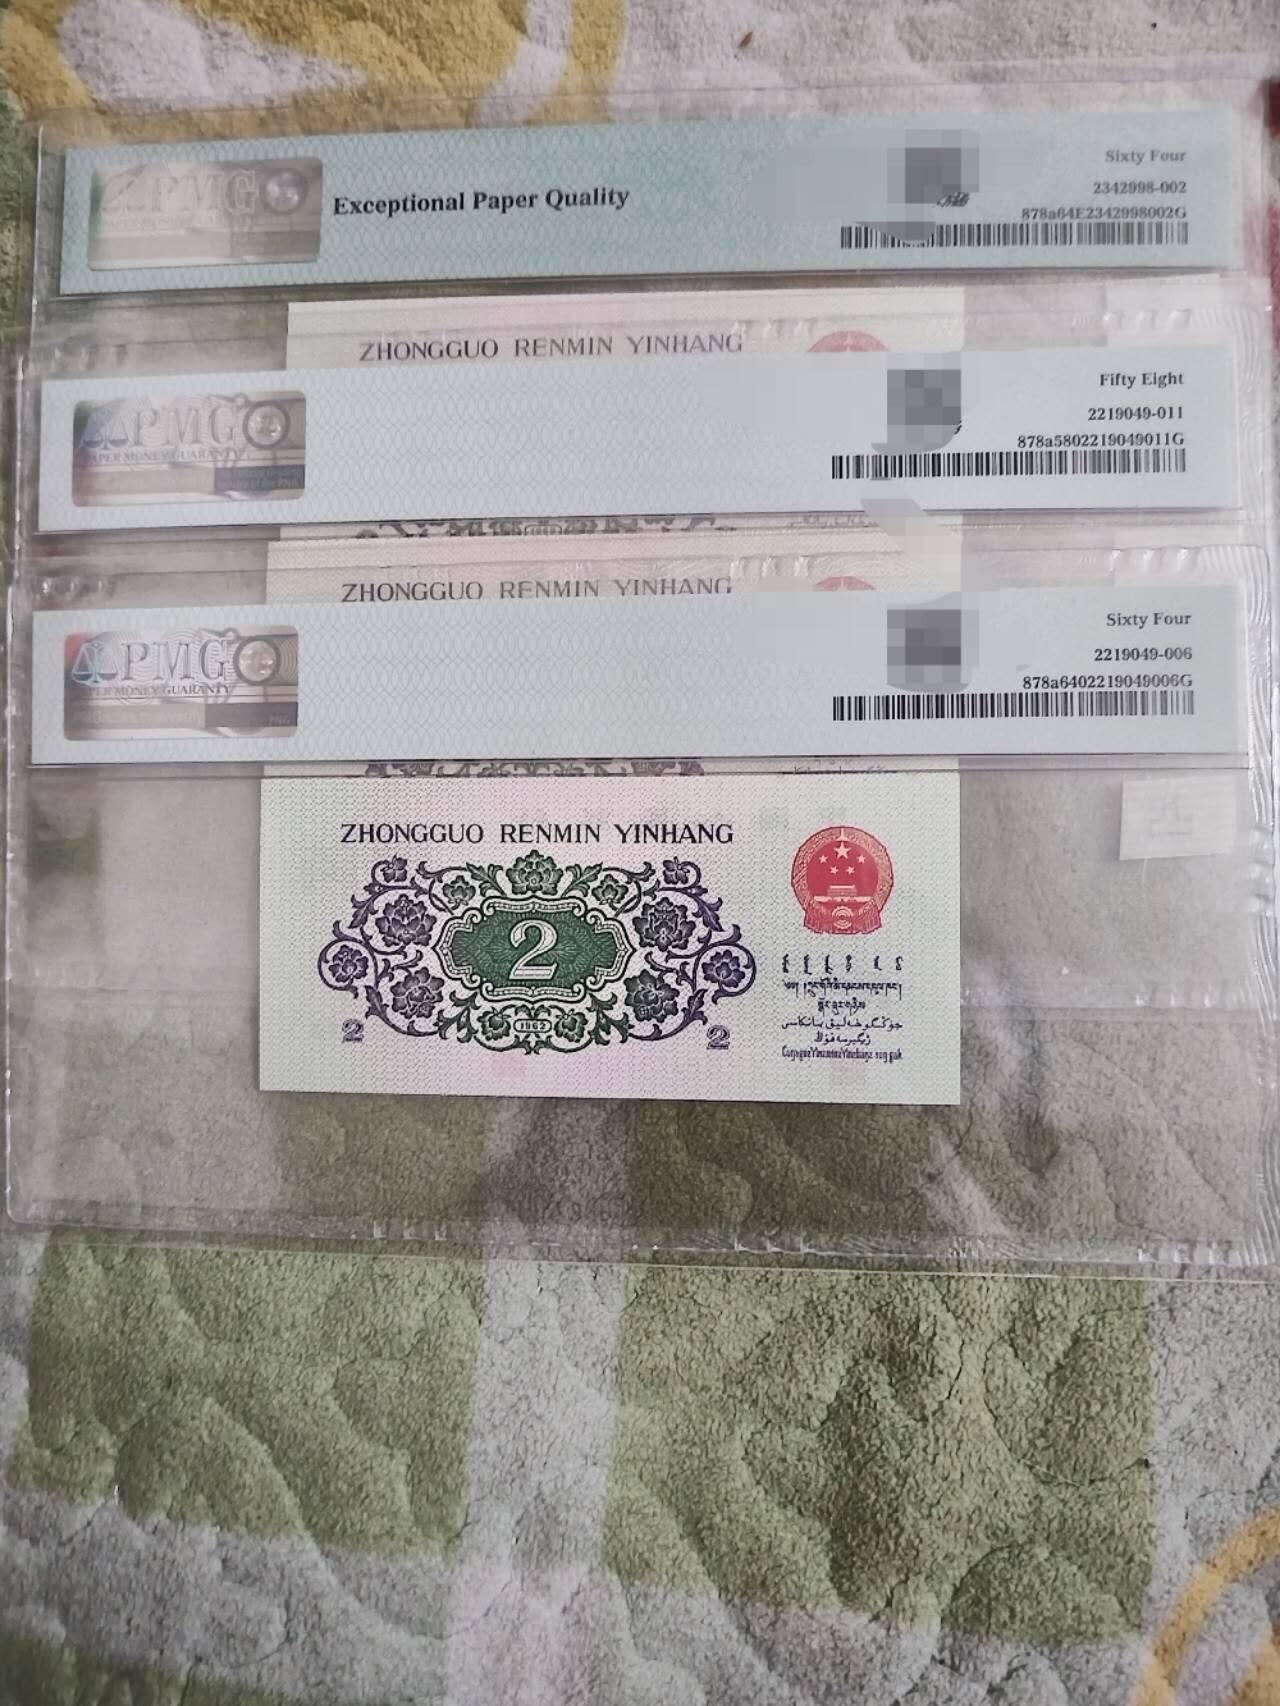 PMG
Exceptional Paper Quality
Sixty Four
2342998-002
878a64E2342998002G
ZHONGGUO RENMIN YINHANG
PMG
PAPER MONEY GUARANTY
Fifty Eight
2219049-011
878a5802219049011G
ZHONGGUO RENMIN YINHANG
PMG
PER MONEY GUARANTY
Sixty Four
2219049-006
878a6402219049006G
ZHONGGUO RENMIN YINHANG
2
1962
2
2